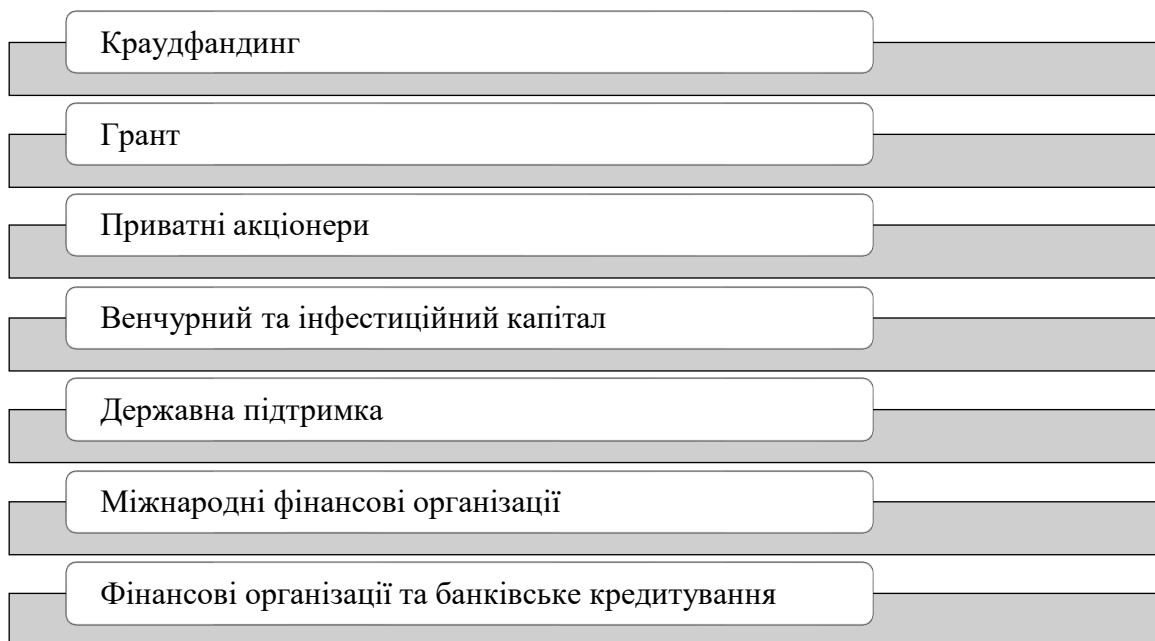 Краудфандинг
Грант
Приватні акціонери
Венчурний та інфестиційний капітал
Державна підтримка
Міжнародні фінансові організації
Фінансові організації та банківське кредитування